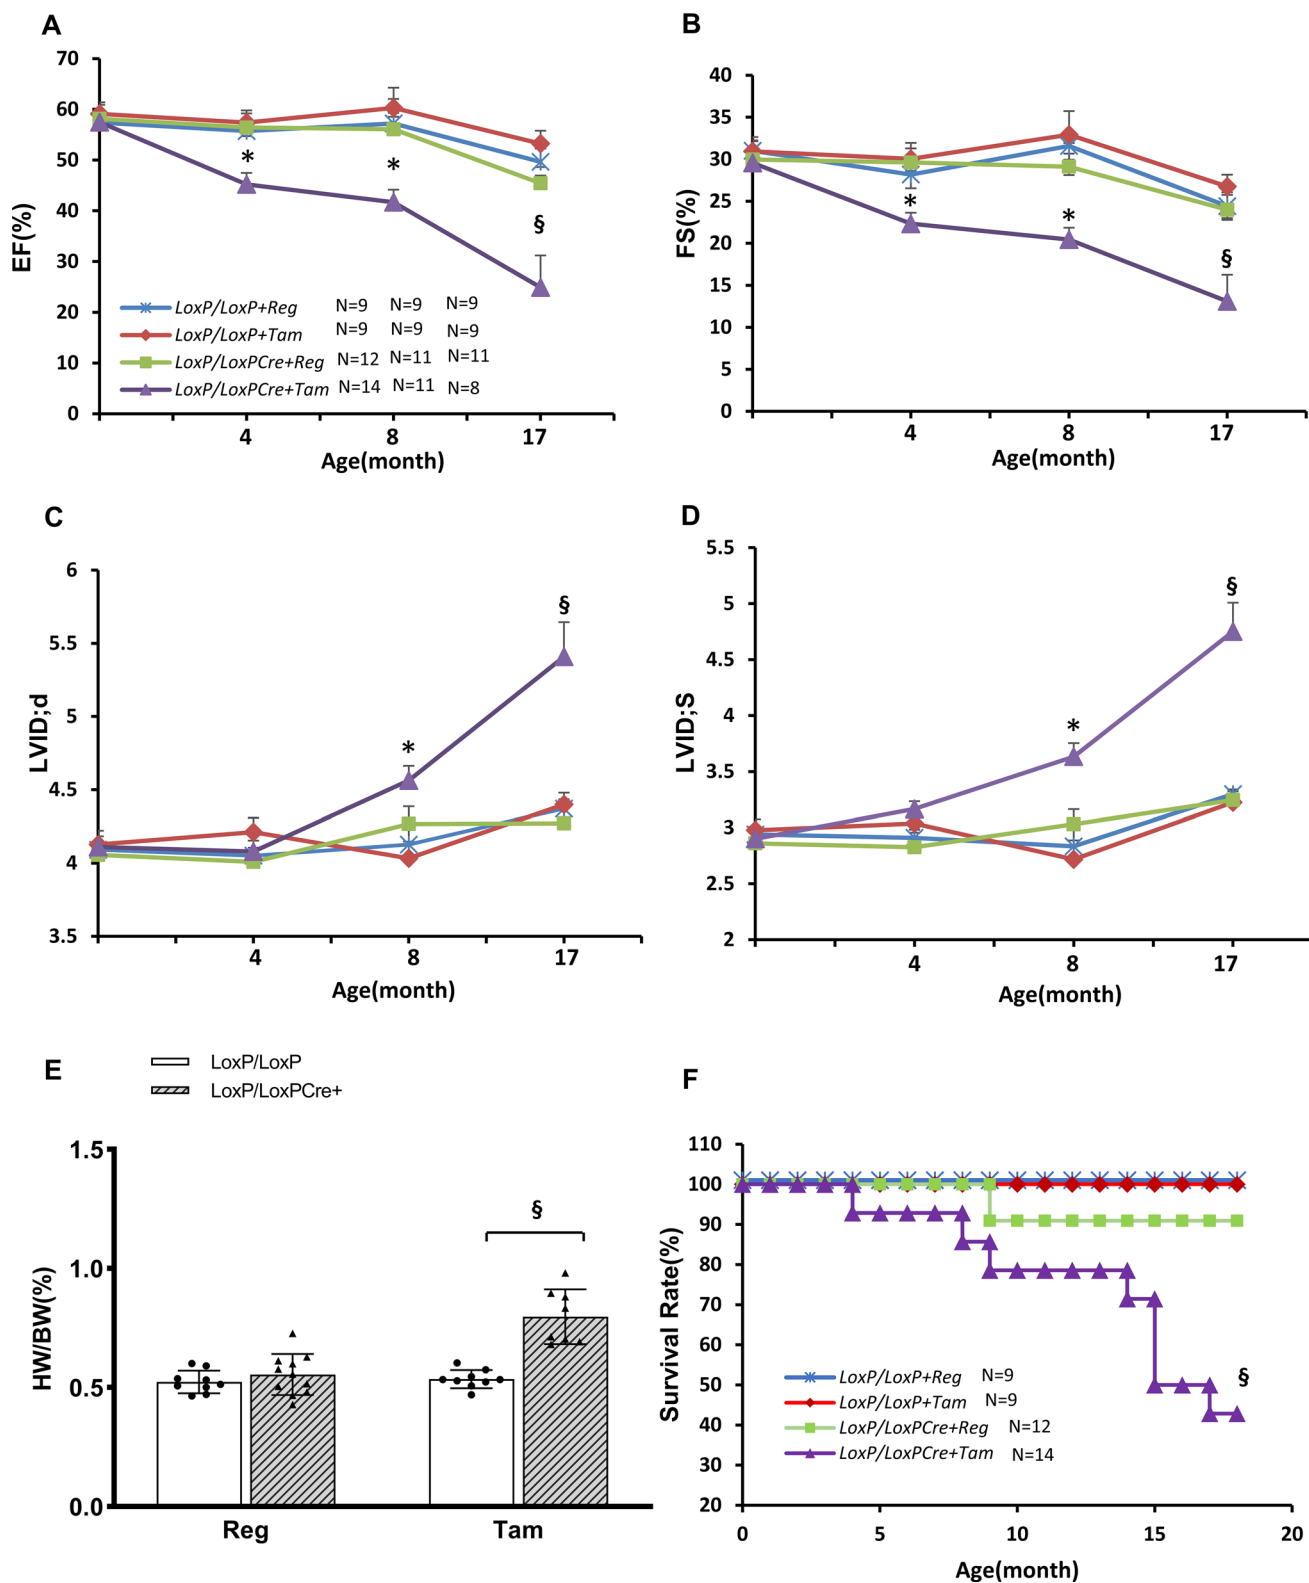 A
70
60
50
40
30
20
10
0
EF(%)
*
*
§
LoxP/LoxP+Reg N=9 N=9 N=9
LoxP/LoxP+Tam N=9 N=9 N=9
LoxP/LoxPCre+Reg N=12 N=11 N=11
LoxP/LoxPCre+Tam N=14 N=11 N=8
4 8 17
Age(month)
B
40
35
30
25
20
15
10
5
0
FS(%)
*
*
§
4 8 17
Age(month)
C
6
5.5
5
4.5
4
3.5
LVID;d
*
§
4 8 17
Age(month)
D
5.5
5
4.5
4
3.5
3
2.5
2
LVID;S
*
§
4 8 17
Age(month)
E
LoxP/LoxP
LoxP/LoxPCre+
1.5
1.0
0.5
0.0
HW/BW(%)
§
Reg Tam
F
110
100
90
80
70
60
50
40
30
20
Survival Rate(%)
LoxP/LoxP+Reg N=9
LoxP/LoxP+Tam N=9
LoxP/LoxPCre+Reg N=12
LoxP/LoxPCre+Tam N=14
§
0 5 10 15 20
Age(month)